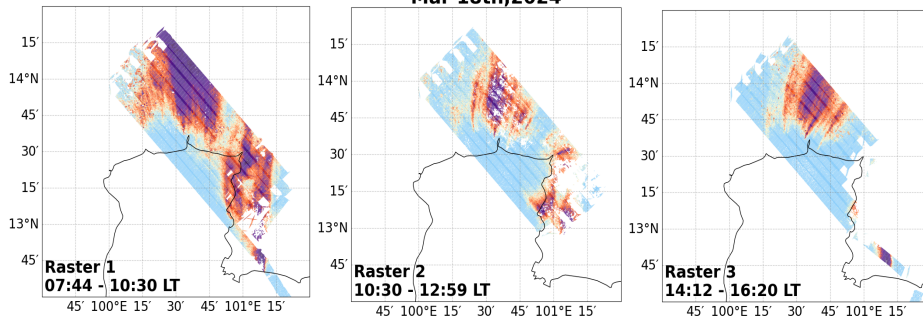 Mar 18th,2024
15′
14°N
45′
30′
15′
13°N
45′
Raster 1
07:44 - 10:30 LT
45′ 100°E 15′ 30′ 45′ 101°E 15′
15′
14°N
45′
30′
15′
13°N
45′
Raster 2
10:30 - 12:59 LT
45′ 100°E 15′ 30′ 45′ 101°E 15′
15′
14°N
45′
30′
15′
13°N
45′
Raster 3
14:12 - 16:20 LT
45′ 100°E 15′ 30′ 45′ 101°E 15′